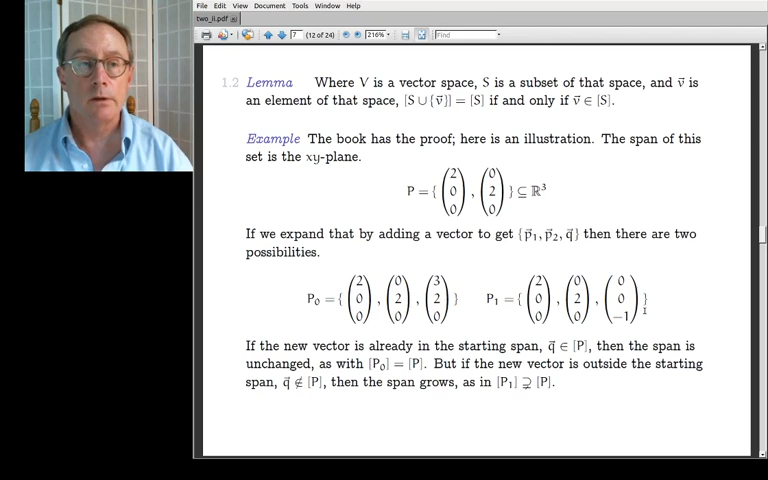 File Edit View Document Tools Window Help
two_ii.pdf
7 (12 of 24) 216% Find
1.2 Lemma Where V is a vector space, S is a subset of that space, and v⃗ is
an element of that space, [S ∪ {v⃗}] = [S] if and only if v⃗ ∈ [S].
Example The book has the proof; here is an illustration. The span of this
set is the xy-plane.
P = { (2 0 0) , (0 2 0) } ⊆ ℝ³
If we expand that by adding a vector to get {p⃗₁, p⃗₂, q⃗} then there are two
possibilities.
P₀ = { (2 0 0) , (0 2 0) , (3 2 0) } P₁ = { (2 0 0) , (0 2 0) , (0 0 −1) }
If the new vector is already in the starting span, q⃗ ∈ [P], then the span is
unchanged, as with [P₀] = [P]. But if the new vector is outside the starting
span, q⃗ ∉ [P], then the span grows, as in [P₁] ⊋ [P].